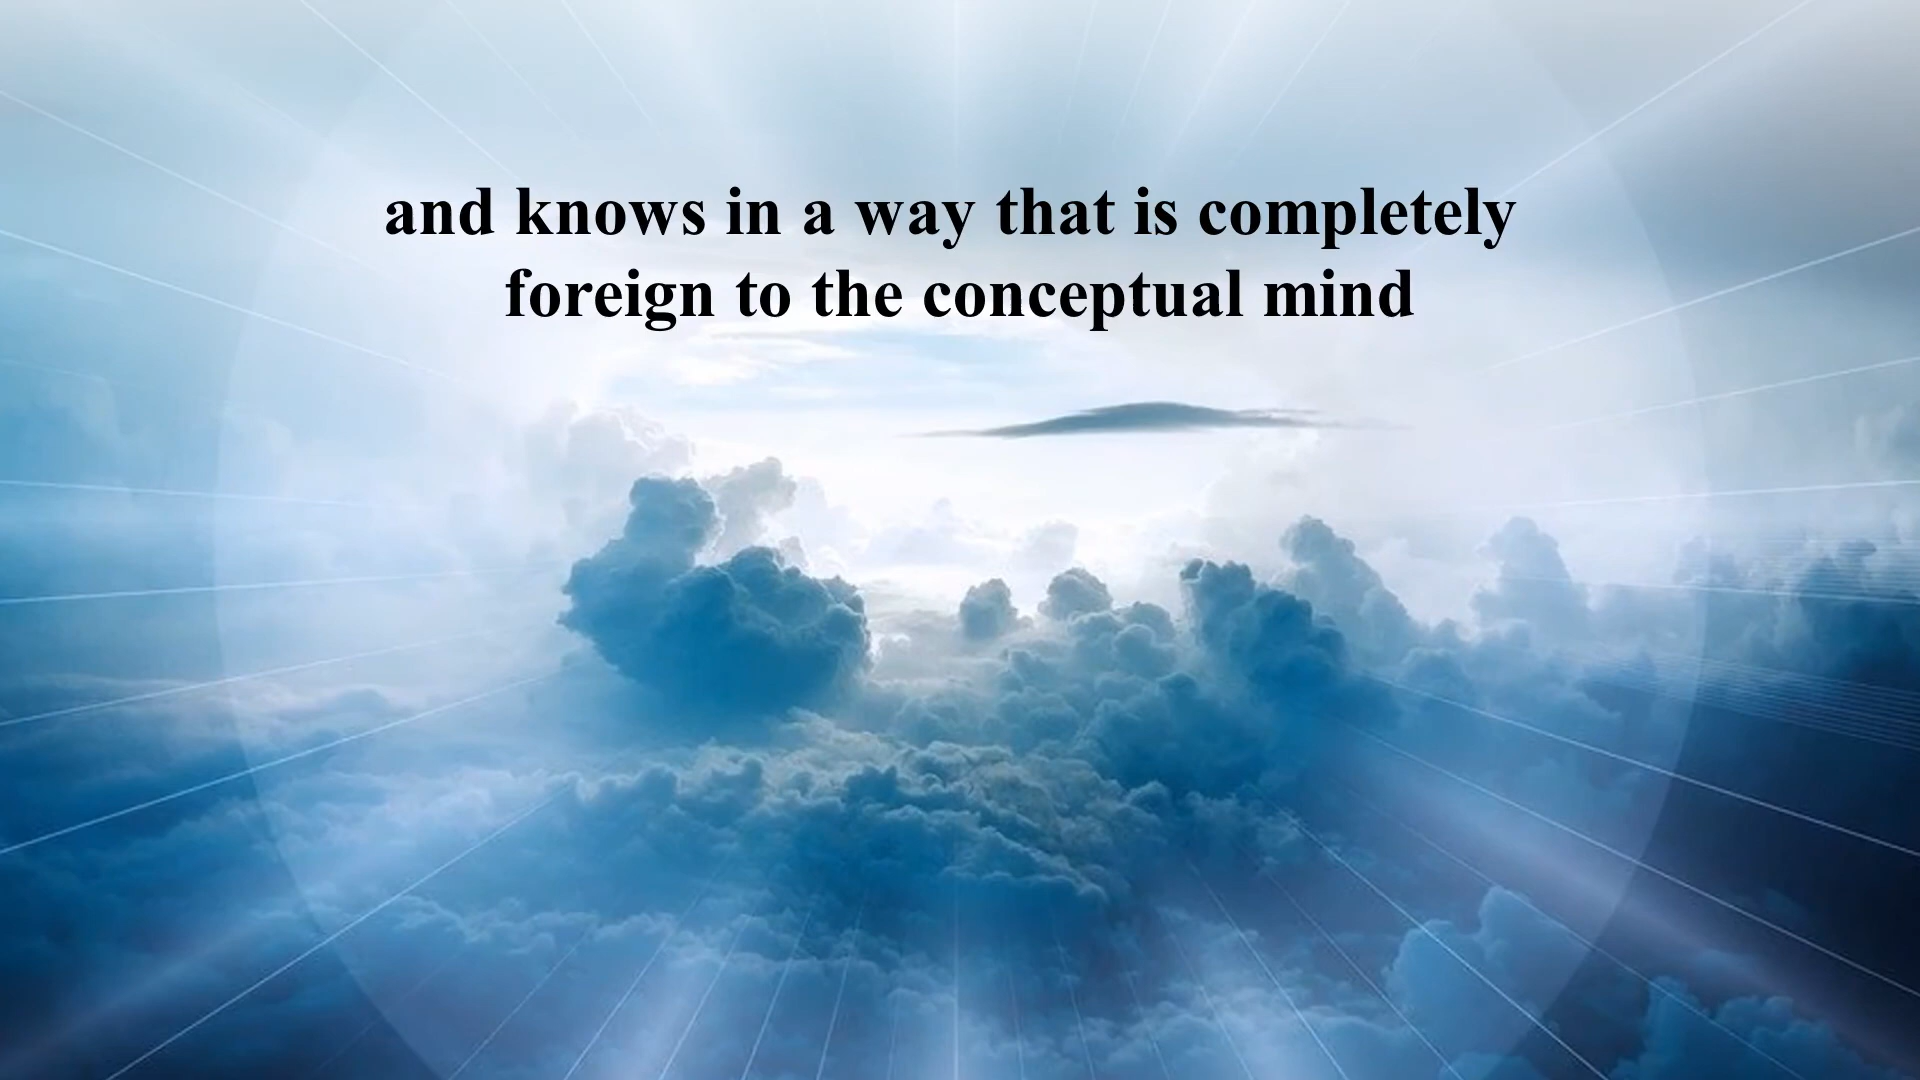 and knows in a way that is completely
foreign to the conceptual mind